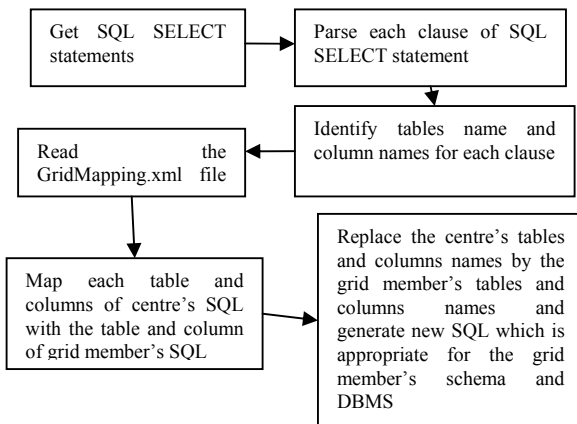 Get SQL SELECT
statements
Parse each clause of SQL
SELECT statement
Identify tables name and
column names for each clause
Read the
GridMapping.xml file
Map each table and
columns of centre's SQL
with the table and column
of grid member's SQL
Replace the centre's tables
and columns names by the
grid member's tables and
columns names and
generate new SQL which is
appropriate for the grid
member's schema and
DBMS